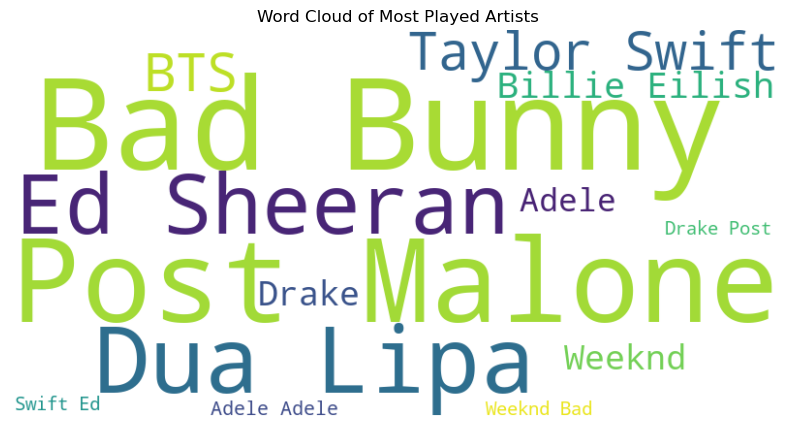 Word Cloud of Most Played Artists
Taylor Swift
BTS
Billie Eilish
Bad Bunny
Ed Sheeran
Adele
Drake Post
Post Malone
Drake
Dua Lipa
Weeknd
Swift Ed
Adele Adele
Weeknd Bad